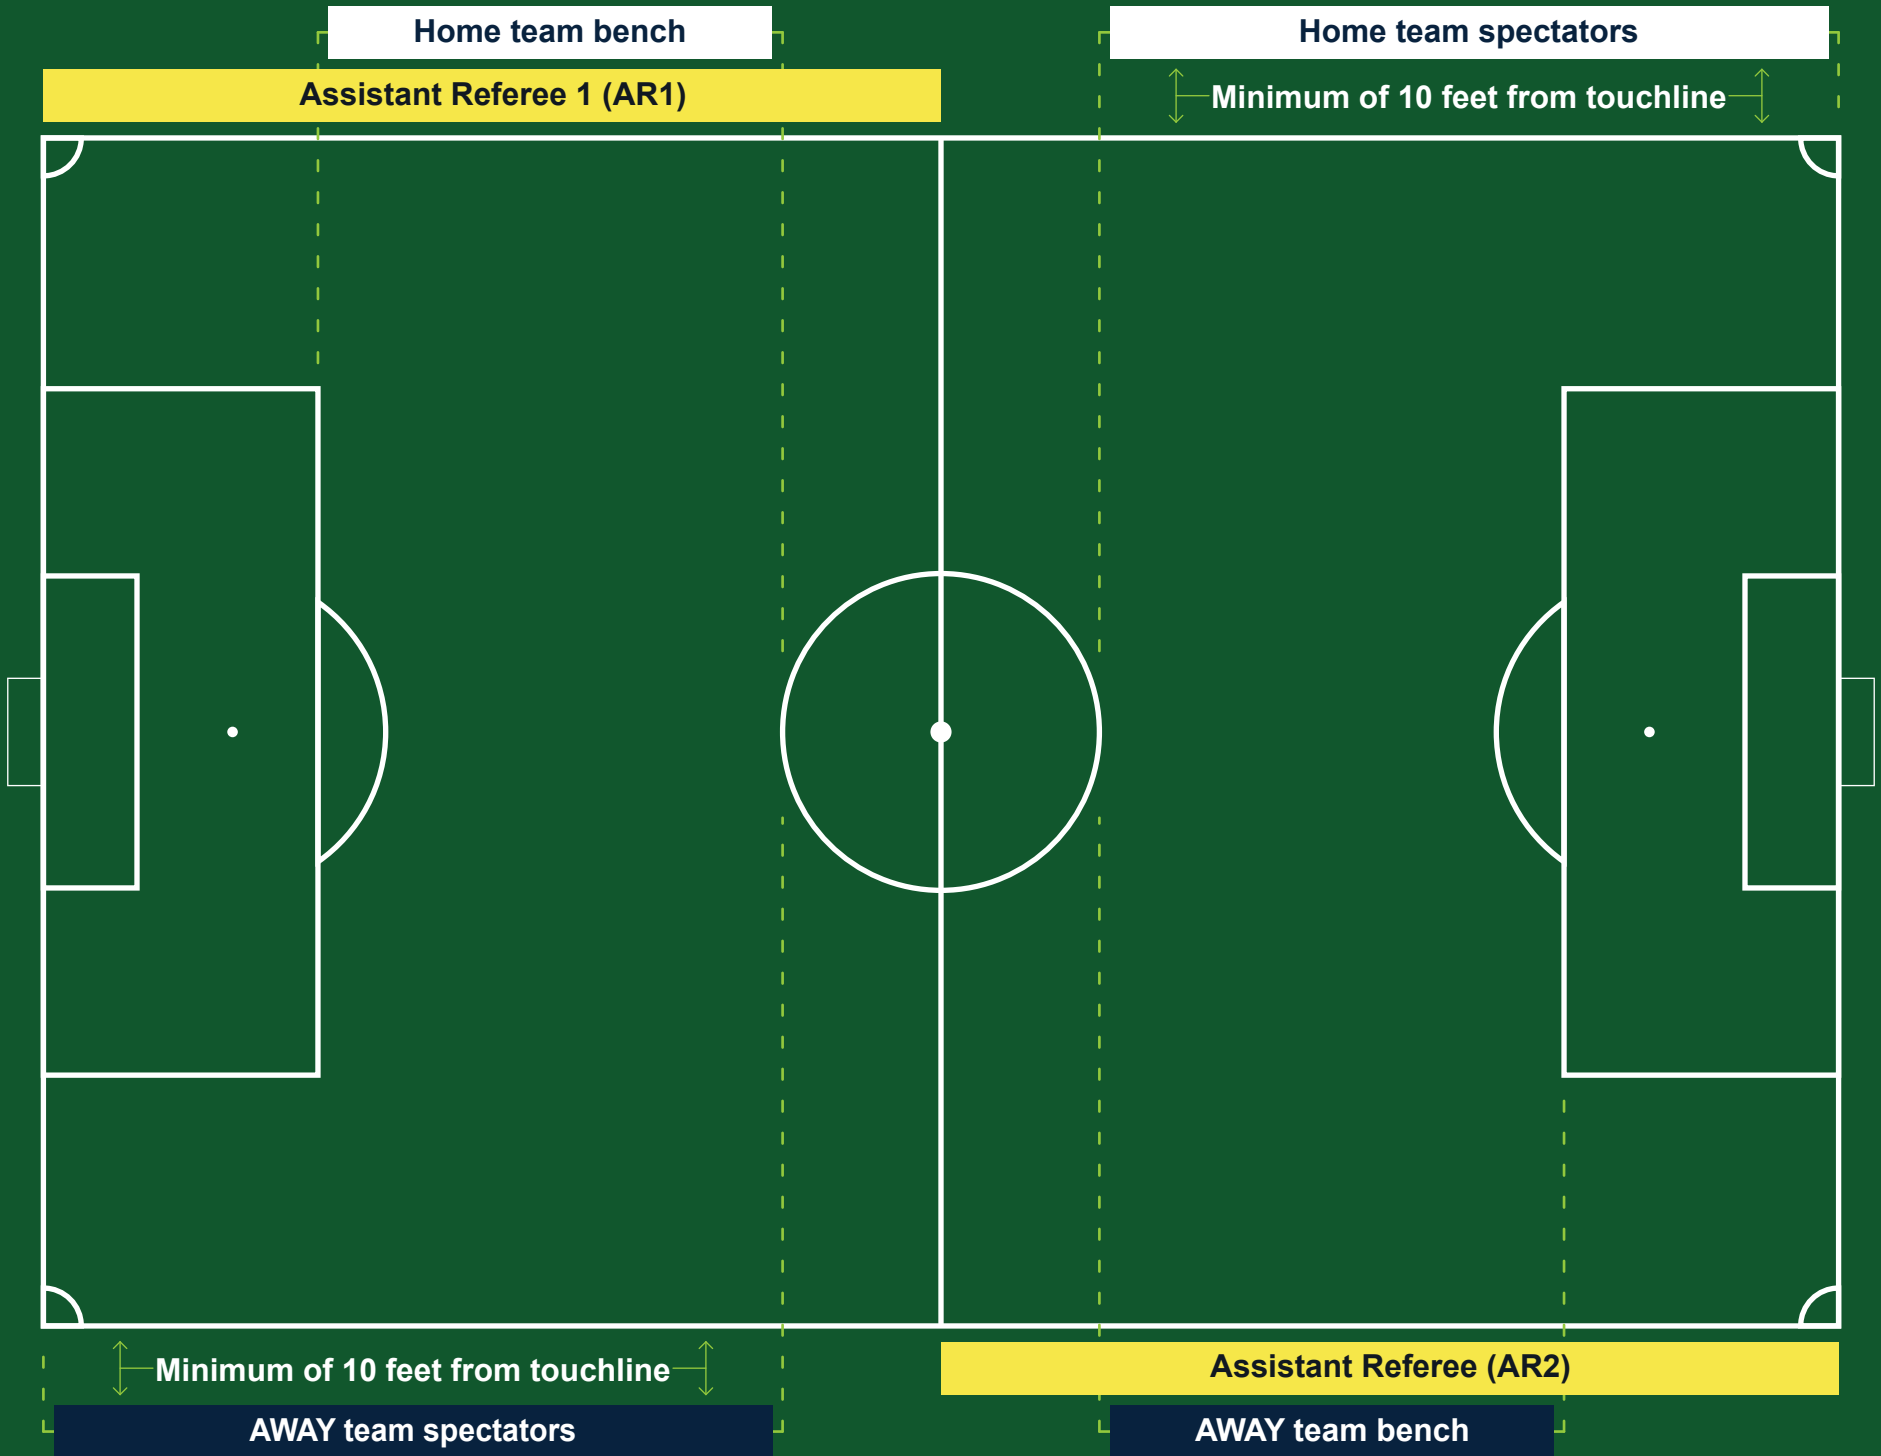 Home team bench
Home team spectators
Assistant Referee 1 (AR1)
Minimum of 10 feet from touchline
Minimum of 10 feet from touchline
Assistant Referee (AR2)
AWAY team spectators
AWAY team bench